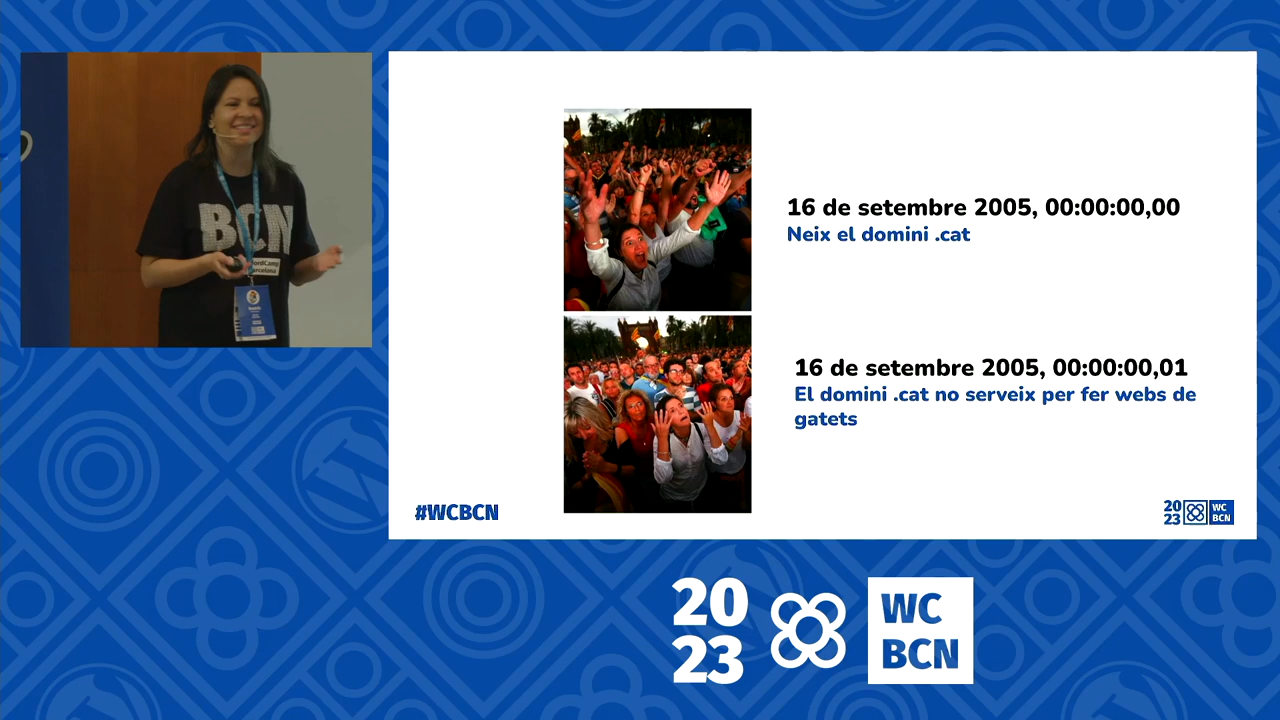 BCN
WordCamp
Barcelona
16 de setembre 2005, 00:00:00,00
Neix el domini .cat
16 de setembre 2005, 00:00:00,01
El domini .cat no serveix per fer webs de
gatets
#WCBCN
20
23
WC
BCN
20
23
WC
BCN